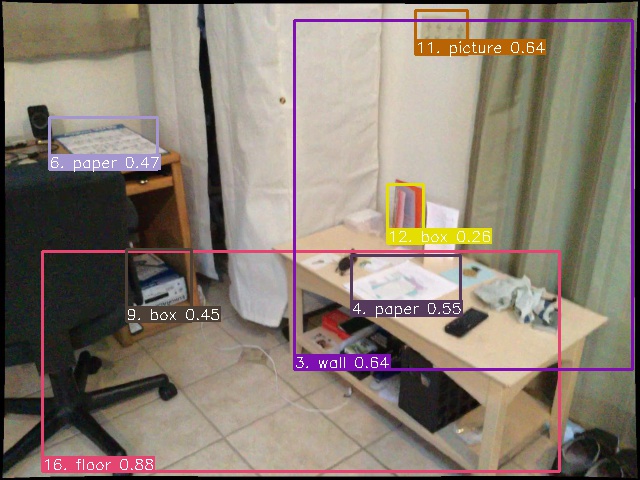 11. picture 0.64
6. paper 0.47
12. box 0.26
9. box 0.45
4. paper 0.55
3. wall 0.64
16. floor 0.88